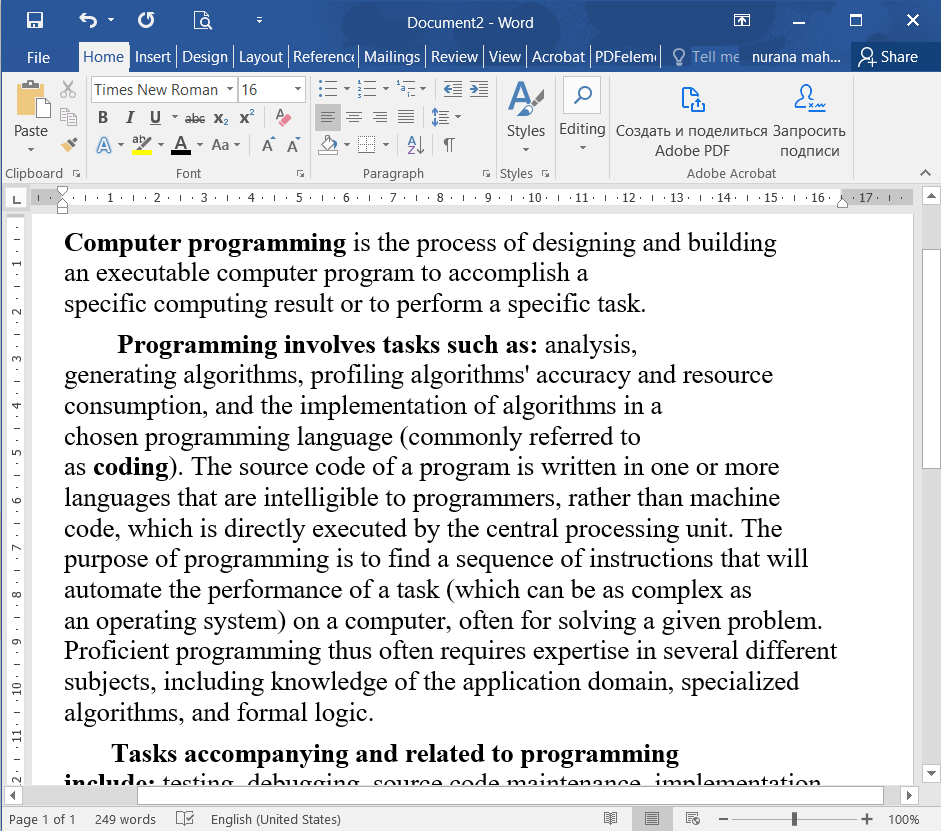 Document2 - Word
File Home Insert Design Layout Referenc Mailings Review View Acrobat PDFelem Tell me nurana mah... Share
Times New Roman 16
B I U abc x₂ x² Styles Editing
Paste Создать и поделиться Запросить
A ab A Aa A A Adobe PDF подписи
Clipboard Font Paragraph Styles Adobe Acrobat
L 1 2 3 4 5 6 7 8 9 10 11 12 13 14 15 16 17
Computer programming is the process of designing and building
an executable computer program to accomplish a
specific computing result or to perform a specific task.
Programming involves tasks such as: analysis,
generating algorithms, profiling algorithms' accuracy and resource
consumption, and the implementation of algorithms in a
chosen programming language (commonly referred to
as coding). The source code of a program is written in one or more
languages that are intelligible to programmers, rather than machine
code, which is directly executed by the central processing unit. The
purpose of programming is to find a sequence of instructions that will
automate the performance of a task (which can be as complex as
an operating system) on a computer, often for solving a given problem.
Proficient programming thus often requires expertise in several different
subjects, including knowledge of the application domain, specialized
algorithms, and formal logic.
Tasks accompanying and related to programming
include: testing, debugging, source code maintenance, implementation
Page 1 of 1 249 words English (United States) 100%